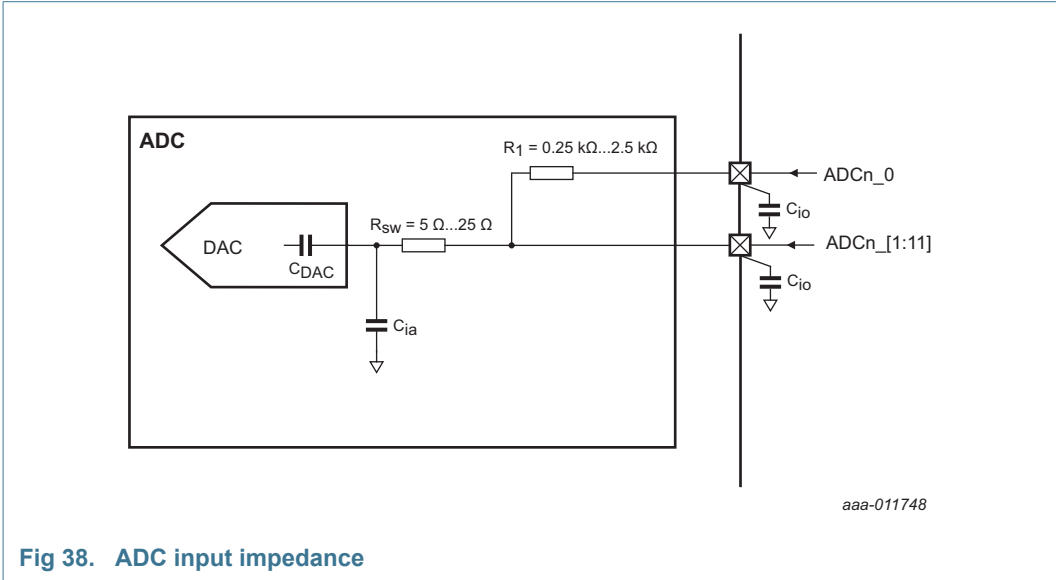 ADC
R1 = 0.25 kΩ...2.5 kΩ
ADCn_0
Cio
Rsw = 5 Ω...25 Ω
DAC
CDAC
ADCn_[1:11]
Cio
Cia
aaa-011748
Fig 38. ADC input impedance